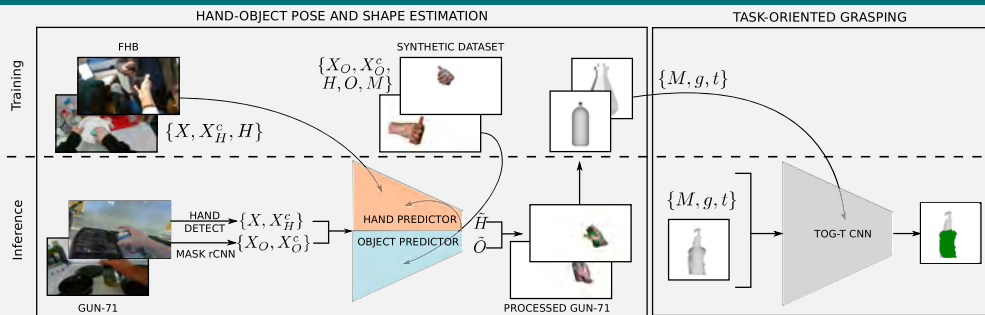 HAND-OBJECT POSE AND SHAPE ESTIMATION
TASK-ORIENTED GRASPING
Training
FHB
{X, X_H^c, H}
SYNTHETIC DATASET
{X_O, X_O^c,
H, O, M}
{M, g, t}
Inference
GUN-71
HAND
DETECT
MASK rCNN
{X, X_H^c}
{X_O, X_O^c}
HAND PREDICTOR
OBJECT PREDICTOR
H̃
Õ
PROCESSED GUN-71
{M, g, t}
TOG-T CNN